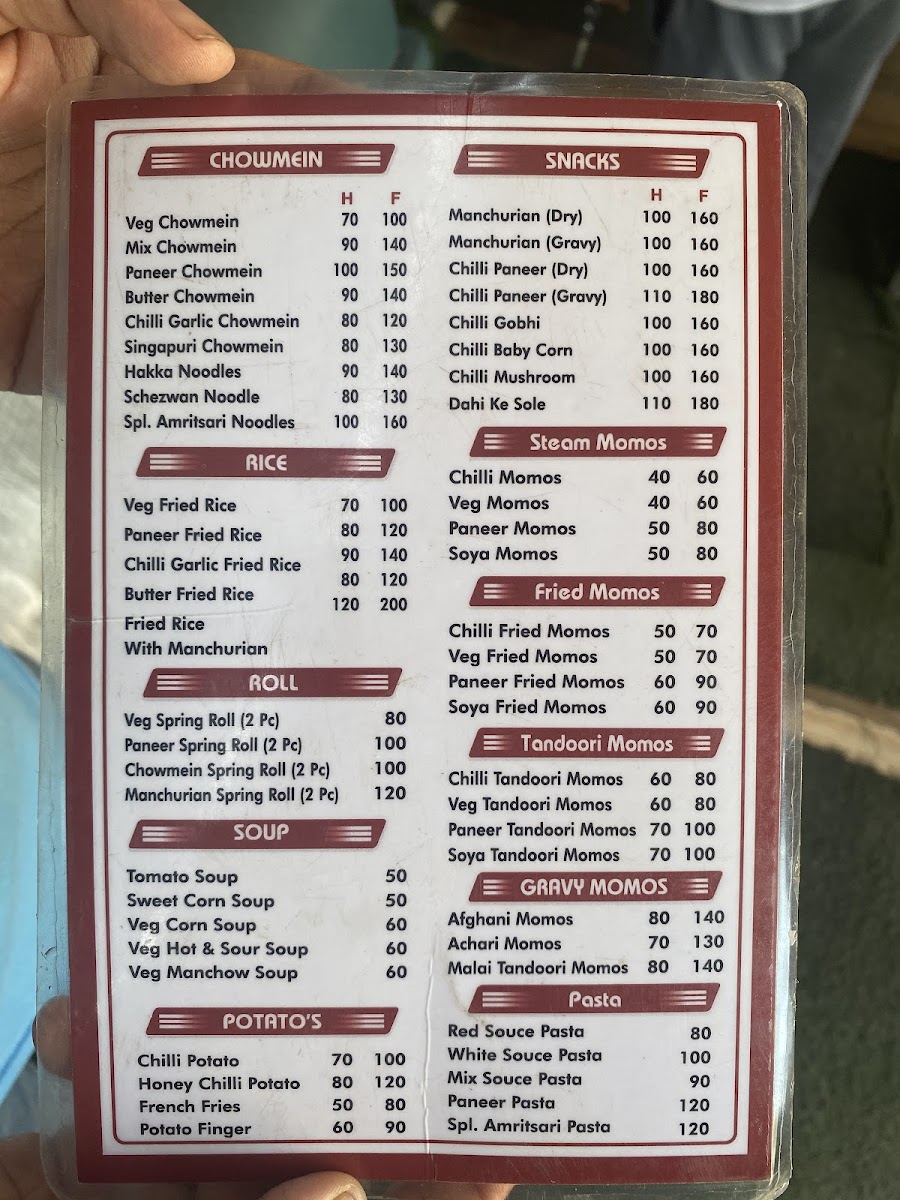 CHOWMEIN
H F
Veg Chowmein 70 100
Mix Chowmein 90 140
Paneer Chowmein 100 150
Butter Chowmein 90 140
Chilli Garlic Chowmein 80 120
Singapuri Chowmein 80 130
Hakka Noodles 90 140
Schezwan Noodle 80 130
Spl. Amritsari Noodles 100 160
RICE
Veg Fried Rice 70 100
Paneer Fried Rice 80 120
Chilli Garlic Fried Rice 90 140
Butter Fried Rice 80 120
Fried Rice 120 200
With Manchurian
ROLL
Veg Spring Roll (2 Pc) 80
Paneer Spring Roll (2 Pc) 100
Chowmein Spring Roll (2 Pc) 100
Manchurian Spring Roll (2 Pc) 120
SOUP
Tomato Soup 50
Sweet Corn Soup 50
Veg Corn Soup 60
Veg Hot & Sour Soup 60
Veg Manchow Soup 60
POTATO'S
Chilli Potato 70 100
Honey Chilli Potato 80 120
French Fries 50 80
Potato Finger 60 90
SNACKS
H F
Manchurian (Dry) 100 160
Manchurian (Gravy) 100 160
Chilli Paneer (Dry) 100 160
Chilli Paneer (Gravy) 110 180
Chilli Gobhi 100 160
Chilli Baby Corn 100 160
Chilli Mushroom 100 160
Dahi Ke Sole 110 180
Steam Momos
Chilli Momos 40 60
Veg Momos 40 60
Paneer Momos 50 80
Soya Momos 50 80
Fried Momos
Chilli Fried Momos 50 70
Veg Fried Momos 50 70
Paneer Fried Momos 60 90
Soya Fried Momos 60 90
Tandoori Momos
Chilli Tandoori Momos 60 80
Veg Tandoori Momos 60 80
Paneer Tandoori Momos 70 100
Soya Tandoori Momos 70 100
GRAVY MOMOS
Afghani Momos 80 140
Achari Momos 70 130
Malai Tandoori Momos 80 140
Pasta
Red Souce Pasta 80
White Souce Pasta 100
Mix Souce Pasta 90
Paneer Pasta 120
Spl. Amritsari Pasta 120